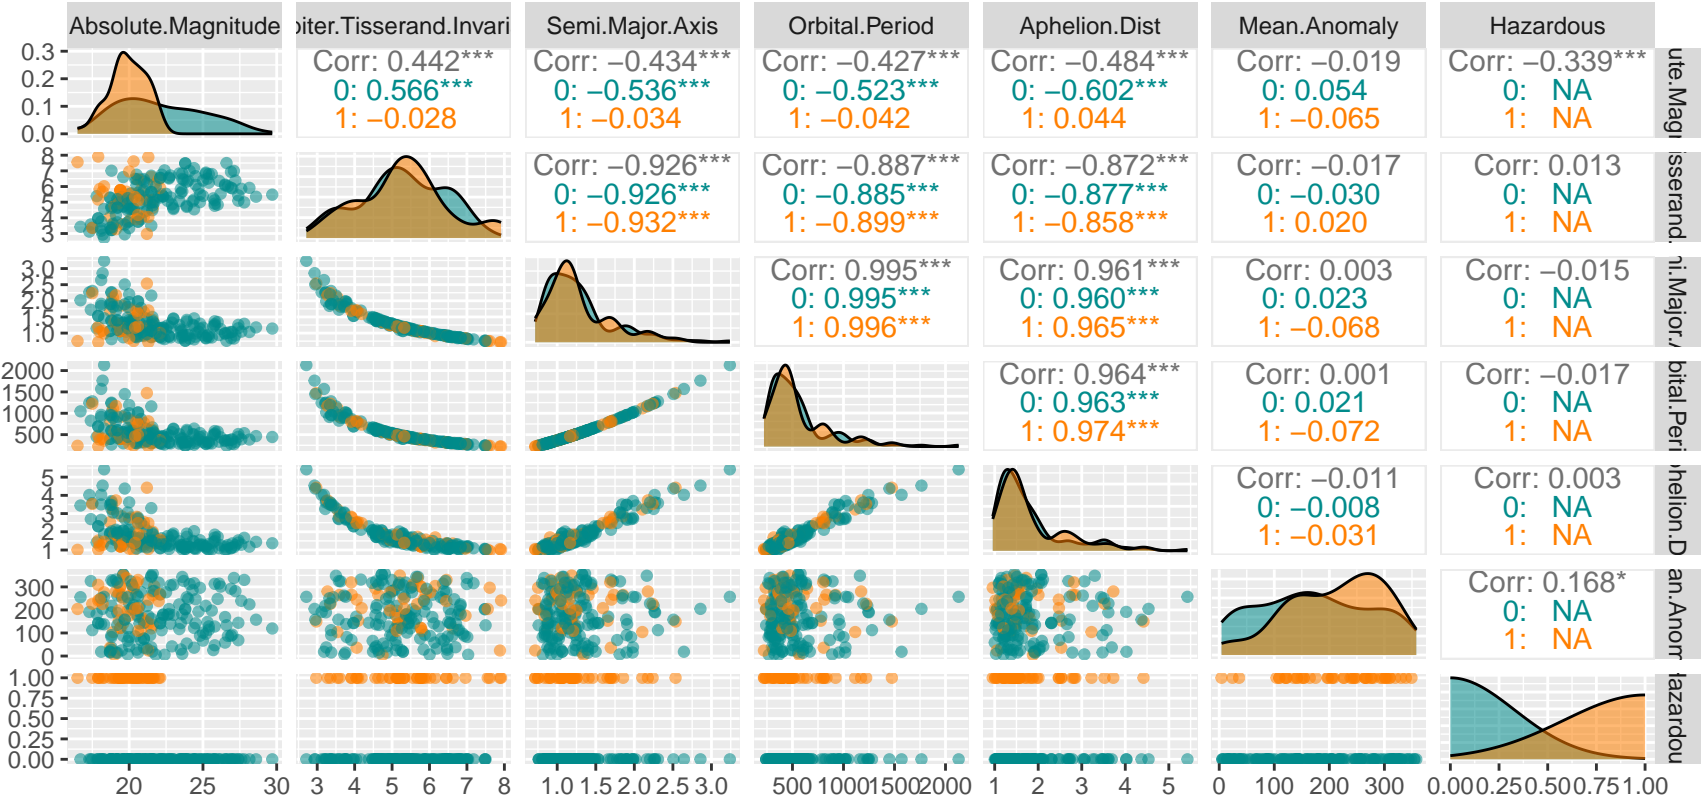 Absolute.Magnitude
piter.Tisserand.Invari
Semi.Major.Axis
Orbital.Period
Aphelion.Dist
Mean.Anomaly
Hazardous
0.3
0.2
0.1
0.0
Corr: 0.442***
0: 0.566***
1: −0.028
Corr: −0.434***
0: −0.536***
1: −0.034
Corr: −0.427***
0: −0.523***
1: −0.042
Corr: −0.484***
0: −0.602***
1: 0.044
Corr: −0.019
0: 0.054
1: −0.065
Corr: −0.339***
0: NA
1: NA
ute.Magn
8
7
6
5
4
3
Corr: −0.926***
0: −0.926***
1: −0.932***
Corr: −0.887***
0: −0.885***
1: −0.899***
Corr: −0.872***
0: −0.877***
1: −0.858***
Corr: −0.017
0: −0.030
1: 0.020
Corr: 0.013
0: NA
1: NA
isserand.
3.0
2.5
2.0
1.5
1.0
Corr: 0.995***
0: 0.995***
1: 0.996***
Corr: 0.961***
0: 0.960***
1: 0.965***
Corr: 0.003
0: 0.023
1: −0.068
Corr: −0.015
0: NA
1: NA
ni.Major.A
2000
1500
1000
500
Corr: 0.964***
0: 0.963***
1: 0.974***
Corr: 0.001
0: 0.021
1: −0.072
Corr: −0.017
0: NA
1: NA
bital.Peri
5
4
3
2
1
Corr: −0.011
0: −0.008
1: −0.031
Corr: 0.003
0: NA
1: NA
phelion.D
300
200
100
0
Corr: 0.168*
0: NA
1: NA
an.Anom
1.00
0.75
0.50
0.25
0.00
Hazardou
20 25 30
3 4 5 6 7 8
1.0 1.5 2.0 2.5 3.0
500 1000 1500 2000
1 2 3 4 5
0 100 200 300
0.00 0.25 0.50 0.75 1.00